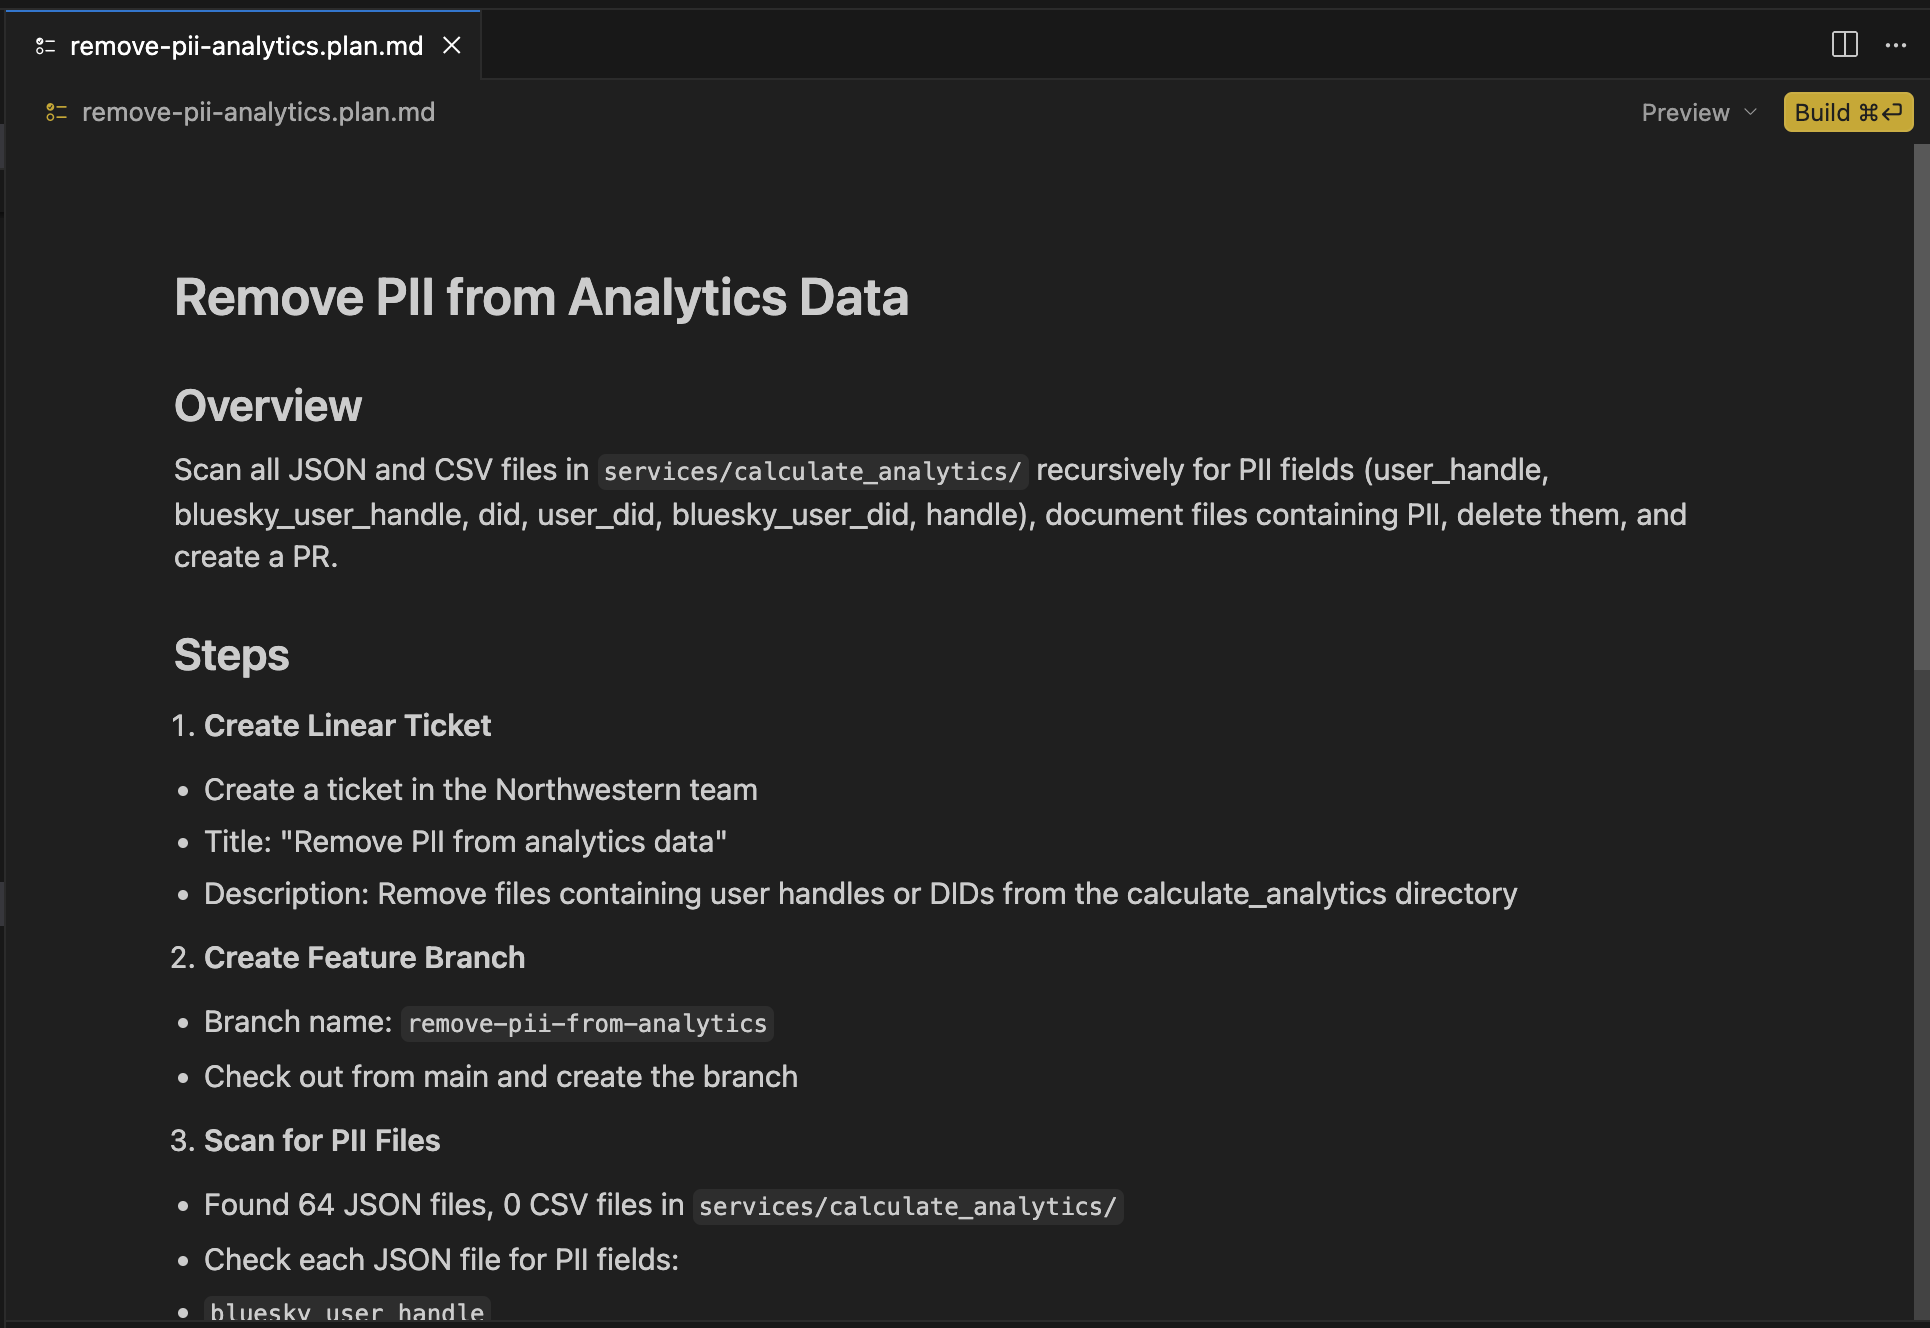 remove-pii-analytics.plan.md
remove-pii-analytics.plan.md
Preview
Build ⌘↩
Remove PII from Analytics Data
Overview
Scan all JSON and CSV files in services/calculate_analytics/ recursively for PII fields (user_handle,
bluesky_user_handle, did, user_did, bluesky_user_did, handle), document files containing PII, delete them, and
create a PR.
Steps
1. Create Linear Ticket
• Create a ticket in the Northwestern team
• Title: "Remove PII from analytics data"
• Description: Remove files containing user handles or DIDs from the calculate_analytics directory
2. Create Feature Branch
• Branch name: remove-pii-from-analytics
• Check out from main and create the branch
3. Scan for PII Files
• Found 64 JSON files, 0 CSV files in services/calculate_analytics/
• Check each JSON file for PII fields:
• bluesky_user_handle